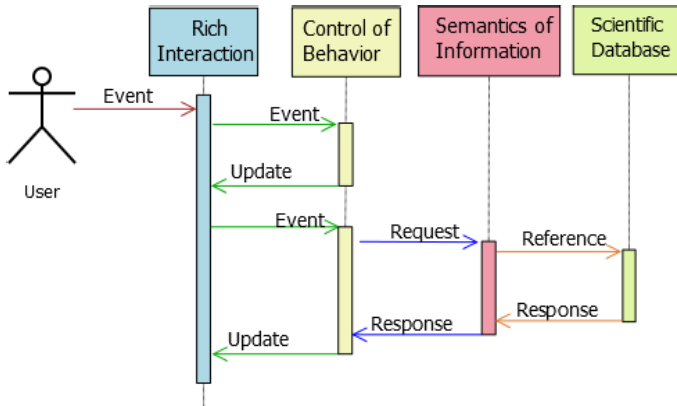 Rich
Interaction
Control of
Behavior
Semantics of
Information
Scientific
Database
Event
Event
Update
User
Event
Request
Reference
Response
Response
Update